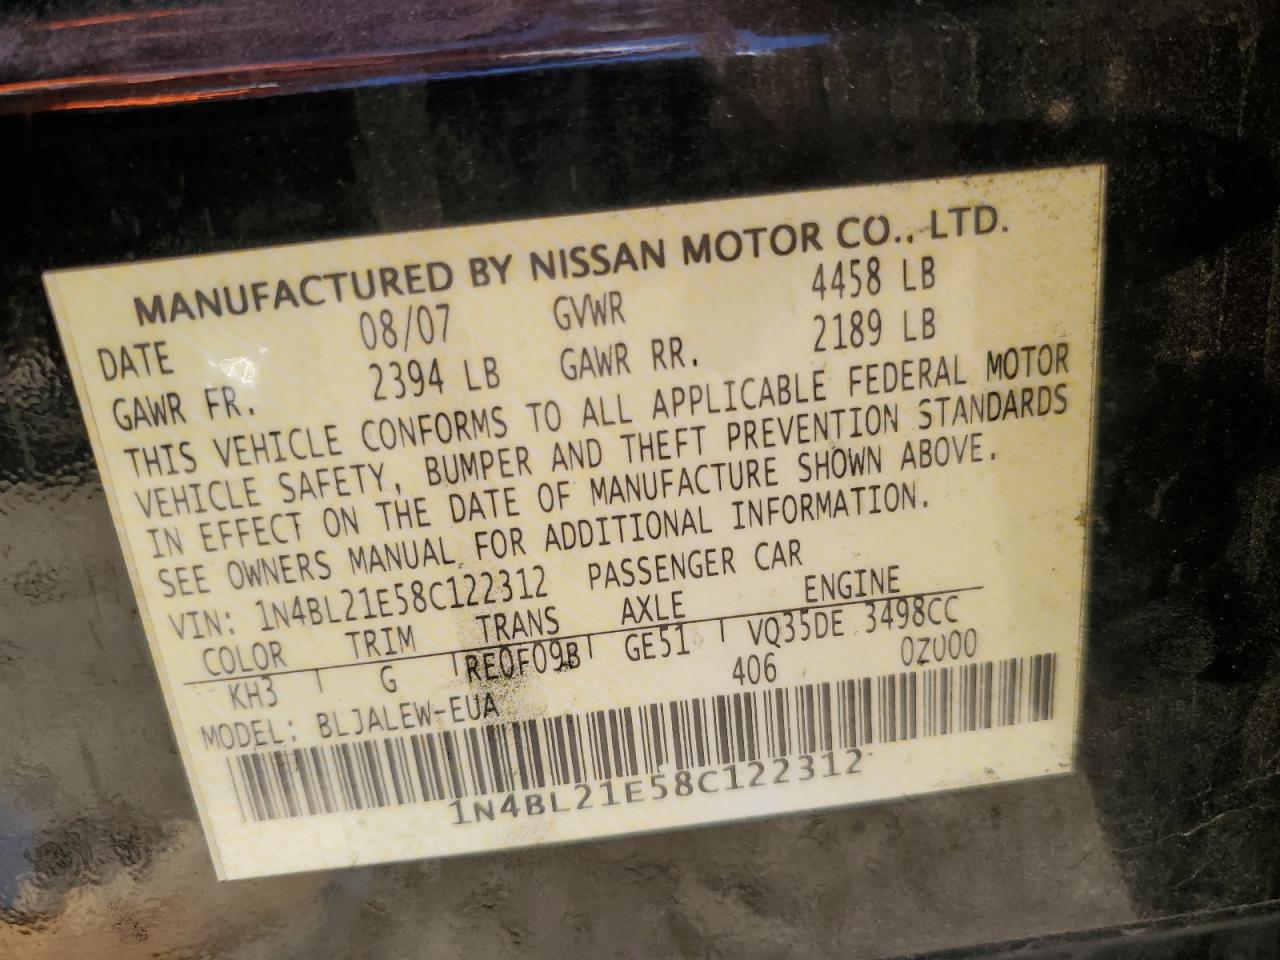 MANUFACTURED BY NISSAN MOTOR CO., LTD.
DATE 08/07 GVWR 4458 LB
GAWR FR. 2394 LB GAWR RR. 2189 LB
THIS VEHICLE CONFORMS TO ALL APPLICABLE FEDERAL MOTOR
VEHICLE SAFETY, BUMPER AND THEFT PREVENTION STANDARDS
IN EFFECT ON THE DATE OF MANUFACTURE SHOWN ABOVE.
SEE OWNERS MANUAL FOR ADDITIONAL INFORMATION.
VIN: 1N4BL21E58C122312 PASSENGER CAR
COLOR TRIM TRANS AXLE ENGINE
KH3 G RE0F09B GE51 VQ35DE 3498CC
MODEL: BLJALEW-EUA 406 0ZU00
1N4BL21E58C122312